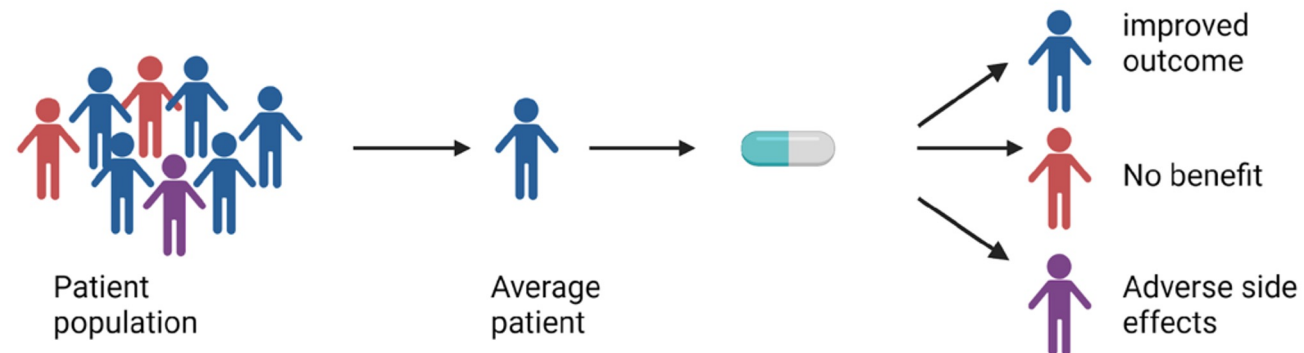 improved
outcome
No benefit
Patient
population
Average
patient
Adverse side
effects